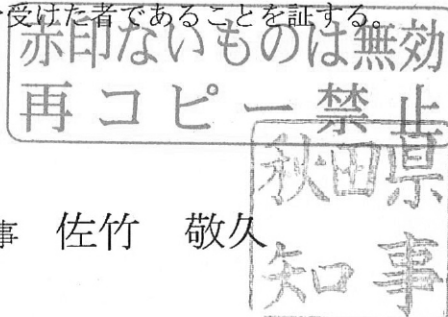 受けた者であることを証する。
赤印ないものは無効
再コピー禁止
事 佐竹 敬久
秋田県
知事